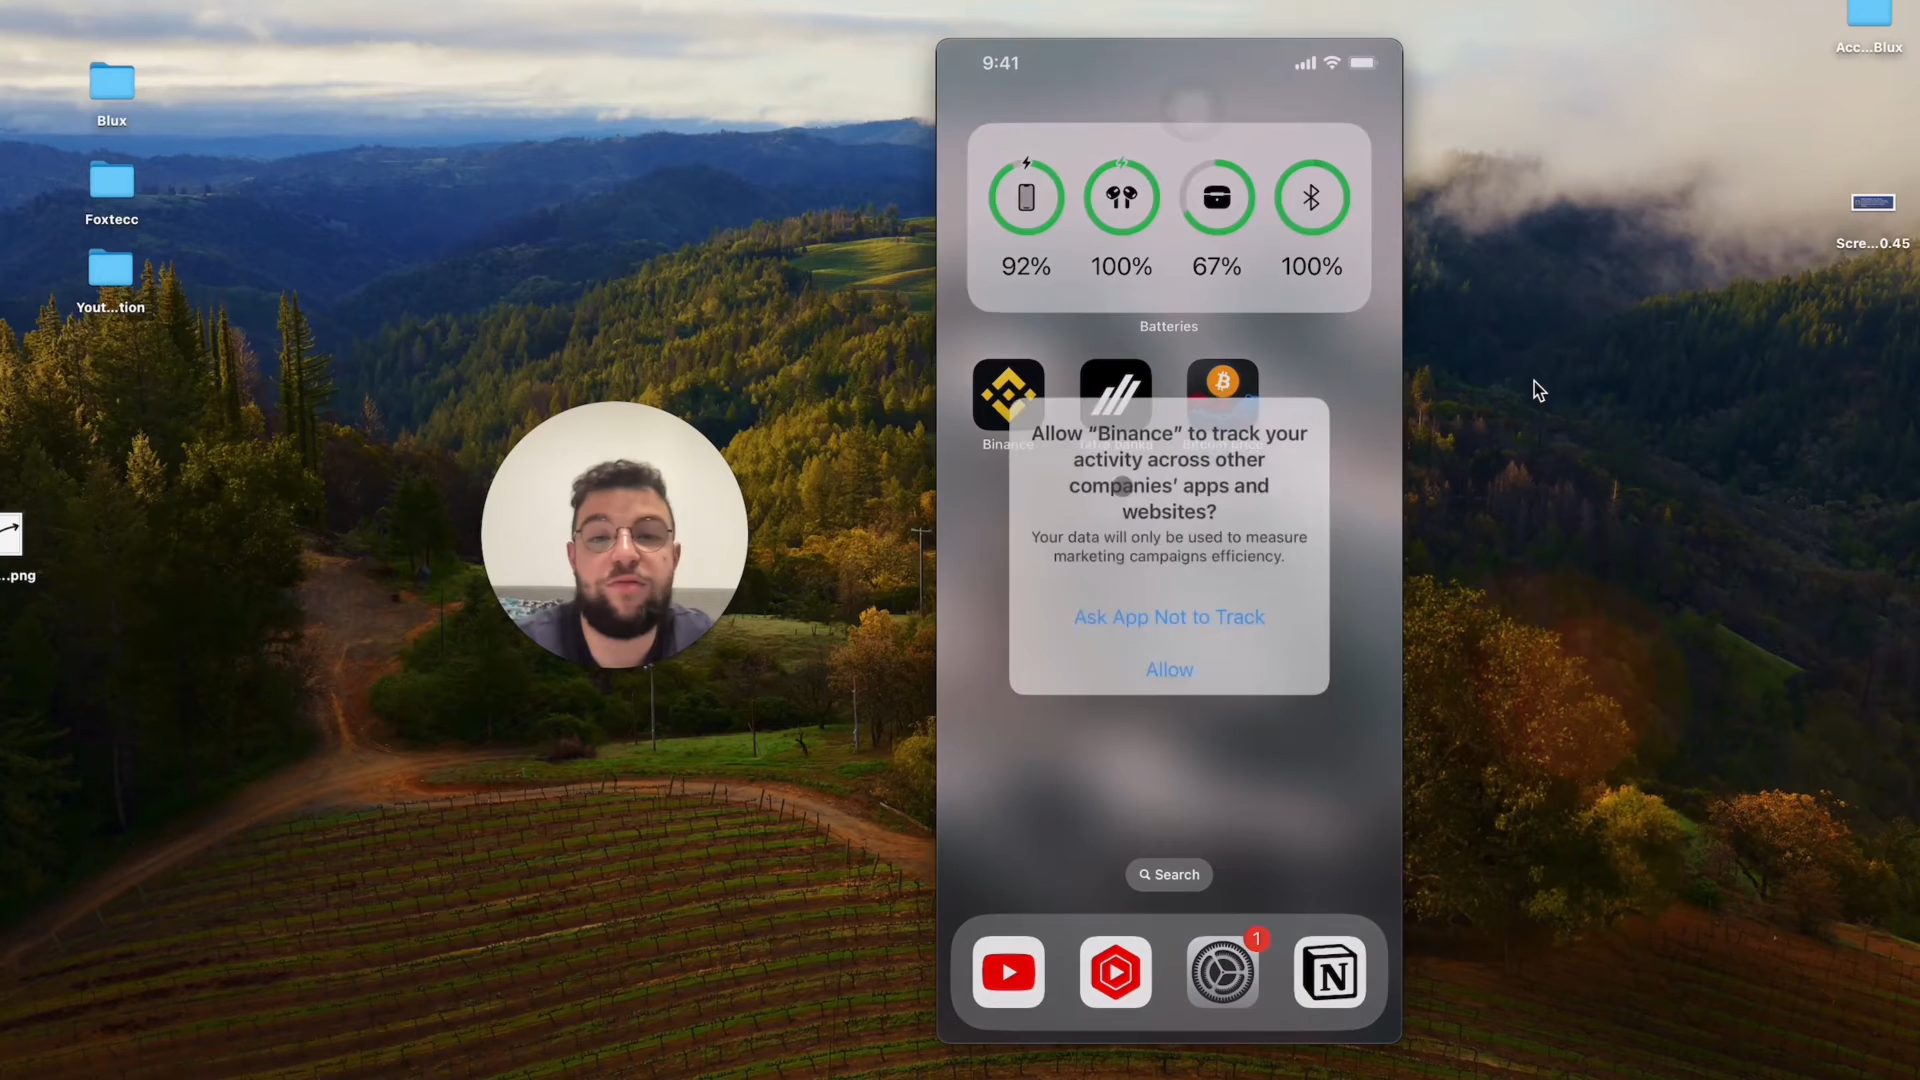 Blux
Foxtecc
Yout...tion
...png
Acc...Blux
Scre...0.45
9:41
92%
100%
67%
100%
Batteries
Binance
Allow “Binance” to track your
activity across other
companies’ apps and
websites?
Your data will only be used to measure
marketing campaigns efficiency.
Ask App Not to Track
Allow
Search
1
N